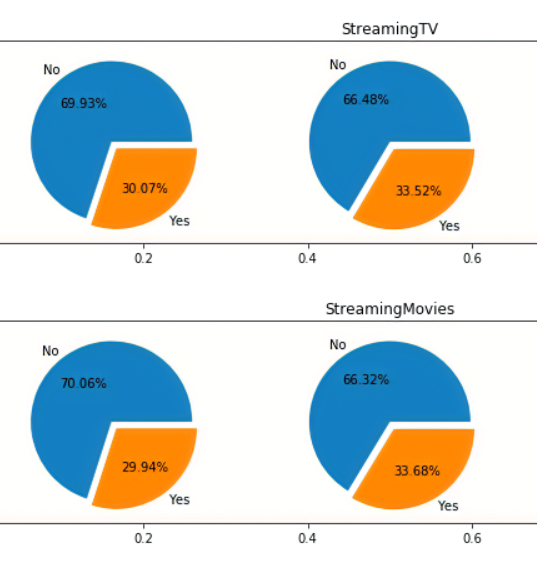 StreamingTV
No No
69.93% 66.48%
30.07% 33.52%
Yes Yes
0.2 0.4 0.6
StreamingMovies
No No
70.06% 66.32%
29.94% 33.68%
Yes Yes
0.2 0.4 0.6